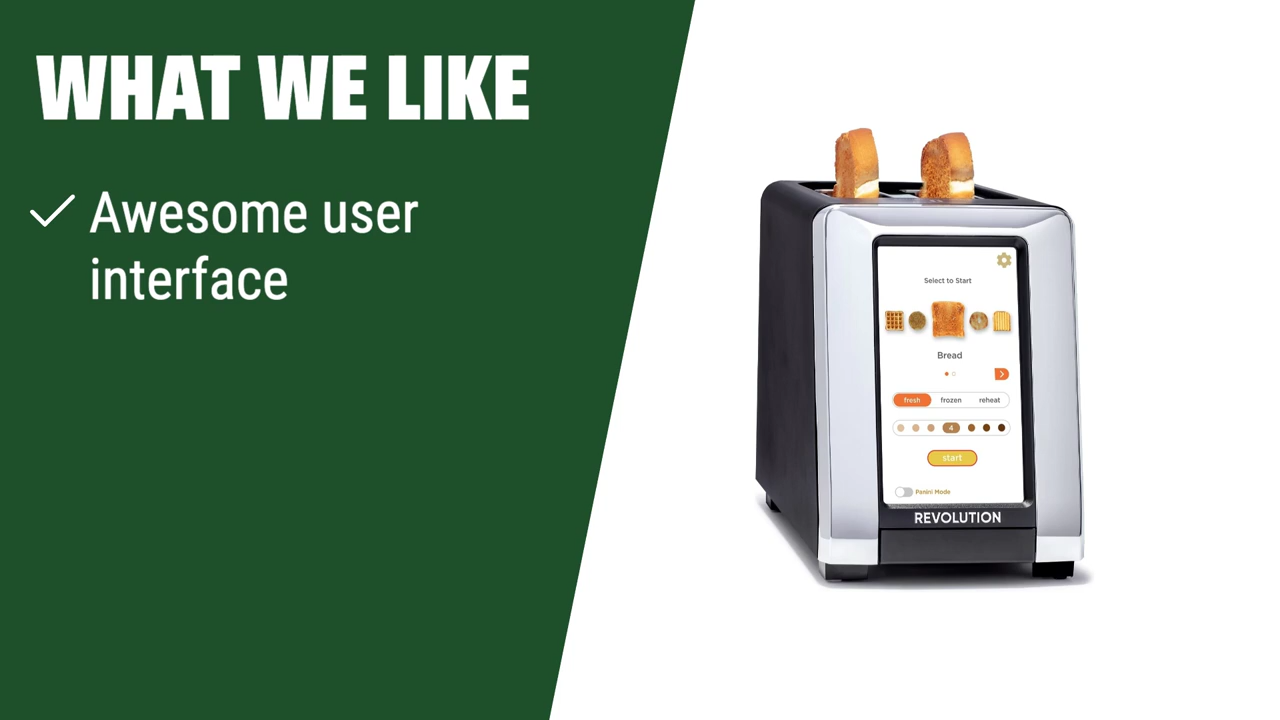 WHAT WE LIKE
Awesome user
interface
Select to Start
Bread
fresh frozen reheat
4
start
Panini Mode
REVOLUTION